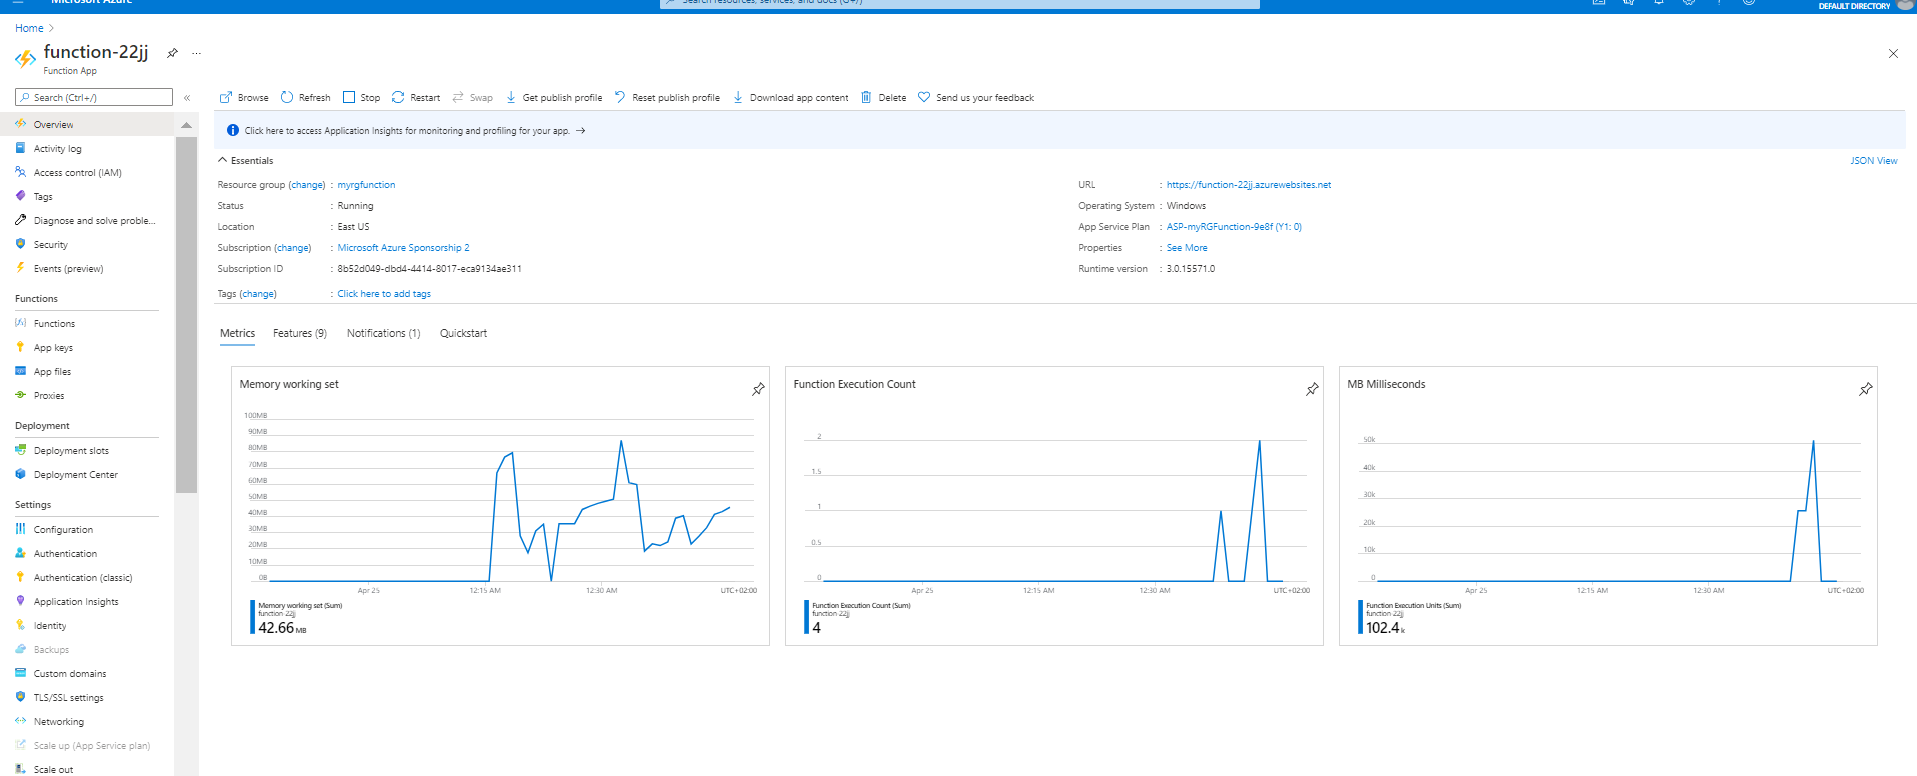 Microsoft Azure
Search resources, services, and docs (G+/)
DEFAULT DIRECTORY
Home
function-22jj
...
Function App
Search (Ctrl+/)
Browse Refresh Stop Restart Swap Get publish profile Reset publish profile Download app content Delete Send us your feedback
Click here to access Application Insights for monitoring and profiling for your app. →
Overview
Activity log
Access control (IAM)
Tags
Diagnose and solve proble...
Security
Events (preview)
Functions
Functions
App keys
App files
Proxies
Deployment
Deployment slots
Deployment Center
Settings
Configuration
Authentication
Authentication (classic)
Application Insights
Identity
Backups
Custom domains
TLS/SSL settings
Networking
Scale up (App Service plan)
Scale out
Essentials
JSON View
Resource group (change) : myrgfunction
Status : Running
Location : East US
Subscription (change) : Microsoft Azure Sponsorship 2
Subscription ID : 8b52d049-dbd4-4414-8017-eca9134ae311
Tags (change) : Click here to add tags
URL : https://function-22jj.azurewebsites.net
Operating System : Windows
App Service Plan : ASP-myRGFunction-9e8f (Y1: 0)
Properties : See More
Runtime version : 3.0.15571.0
Metrics Features (9) Notifications (1) Quickstart
Memory working set
100MB
90MB
80MB
70MB
60MB
50MB
40MB
30MB
20MB
10MB
0B
Apr 25 12:15 AM 12:30 AM UTC+02:00
Memory working set (Sum)
function-22jj
42.66 MB
Function Execution Count
2
1.5
1
0.5
0
Apr 25 12:15 AM 12:30 AM UTC+02:00
Function Execution Count (Sum)
function-22jj
4
MB Milliseconds
50k
40k
30k
20k
10k
0
Apr 25 12:15 AM 12:30 AM UTC+02:00
Function Execution Units (Sum)
function-22jj
102.4 k